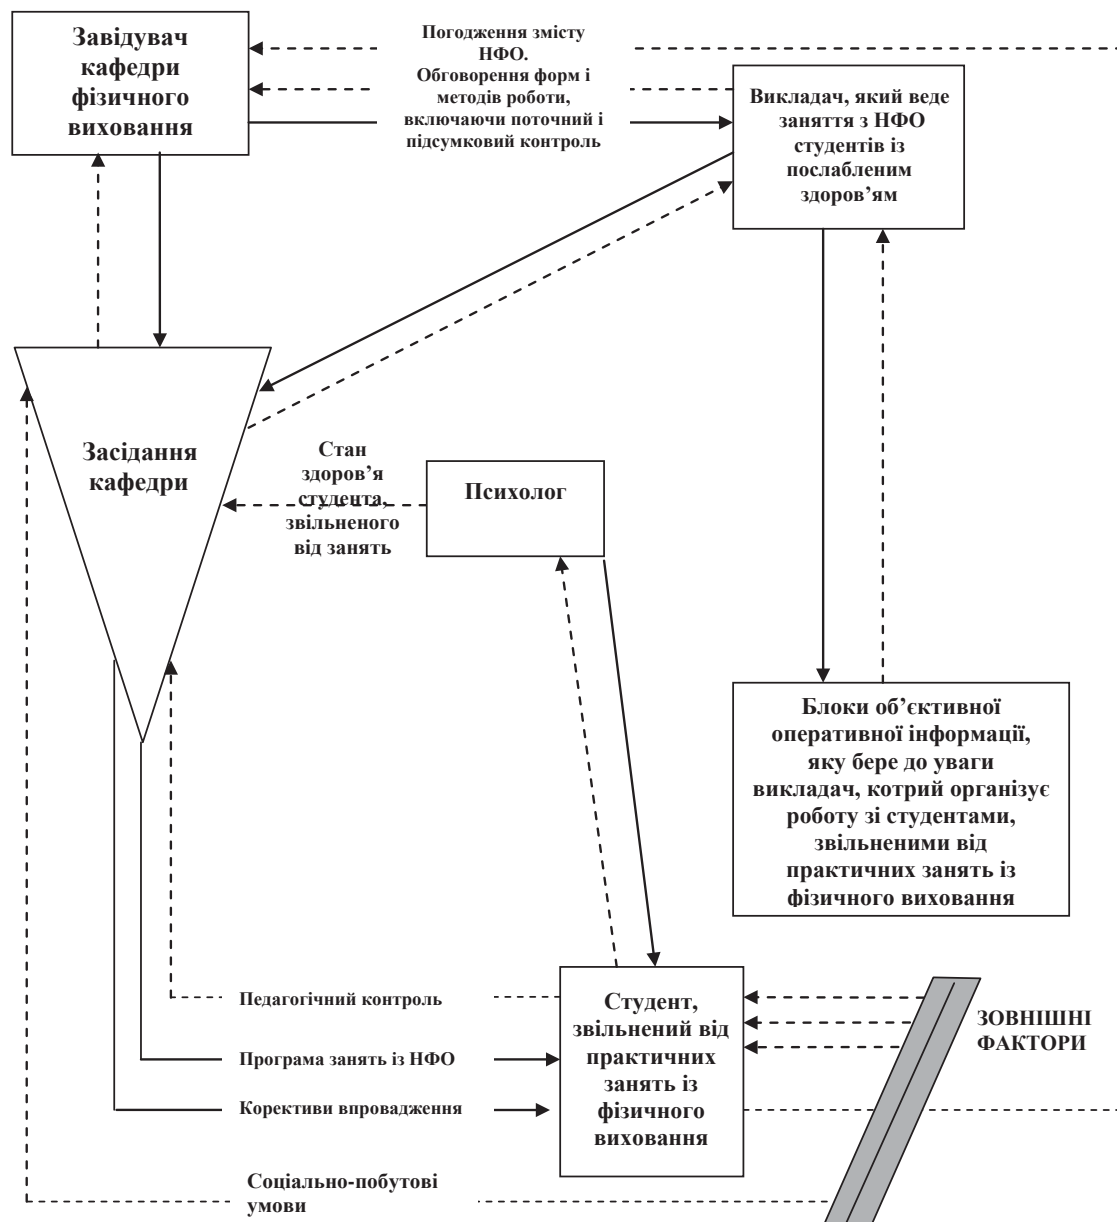 Завідувач
кафедри
фізичного
виховання
Погодження змісту
НФО.
Обговорення форм і
методів роботи,
включаючи поточний і
підсумковий контроль
Викладач, який веде
заняття з НФО
студентів із
послабленим
здоров’ям
Засідання
кафедри
Стан
здоров’я
студента,
звільненого
від занять
Психолог
Блоки об’єктивної
оперативної інформації,
яку бере до уваги
викладач, котрий організує
роботу зі студентами,
звільненими від
практичних занять із
фізичного виховання
Педагогічний контроль
Програма занять із НФО
Корективи впровадження
Соціально-побутові
умови
Студент,
звільнений від
практичних
занять із
фізичного
виховання
ЗОВНІШНІ
ФАКТОРИ